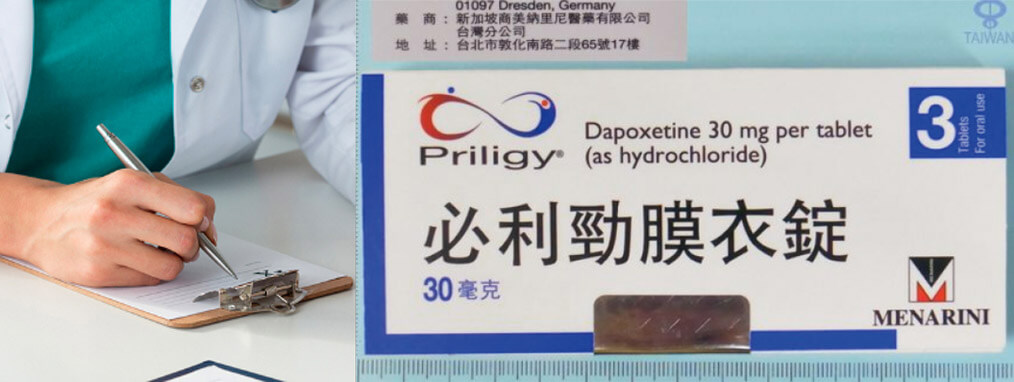 01097 Dresden, Germany
藥 商 : 新加坡商美納里尼醫藥有限公司
台灣分公司
地 址 : 台北市敦化南路二段65號17樓
TAIWAN
Priligy®
Dapoxetine 30 mg per tablet
(as hydrochloride)
3
Tablets
For oral use
必利勁膜衣錠
30 毫克
MENARINI